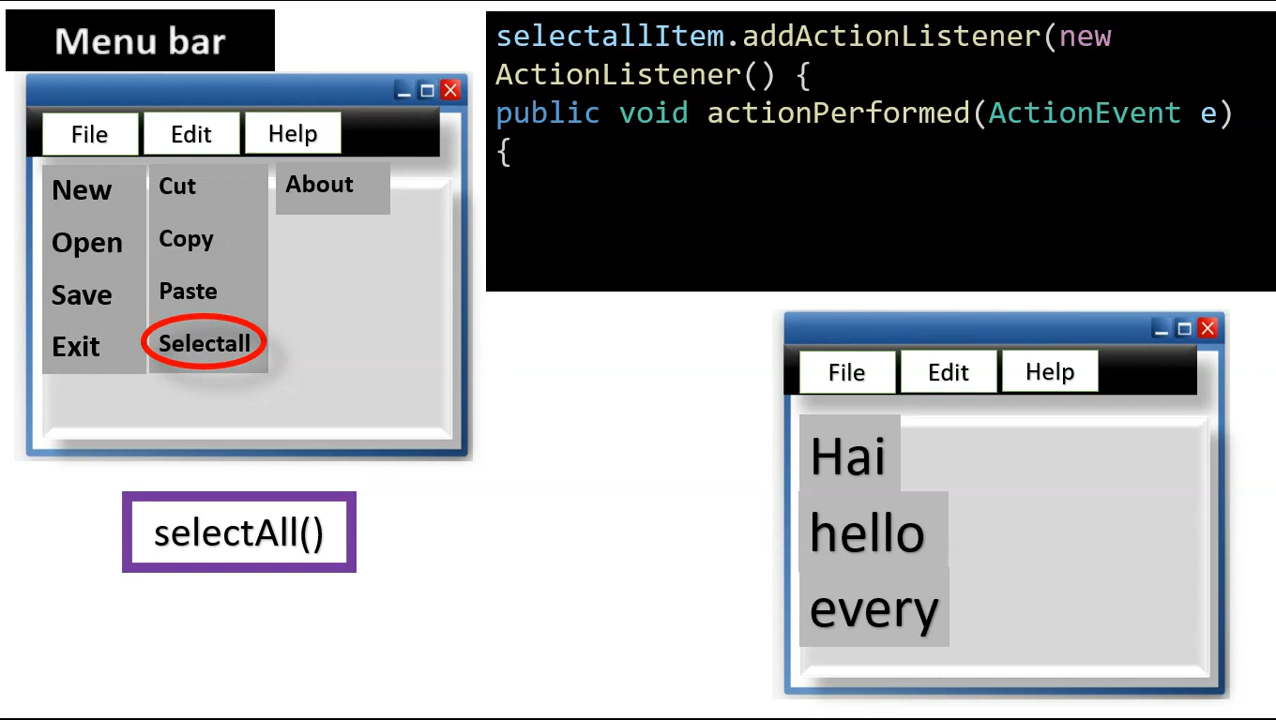 Menu bar
selectallItem.addActionListener(new
ActionListener() {
public void actionPerformed(ActionEvent e)
{
File Edit Help
New Cut About
Open Copy
Save Paste
Exit Selectall
selectAll()
File Edit Help
Hai
hello
every